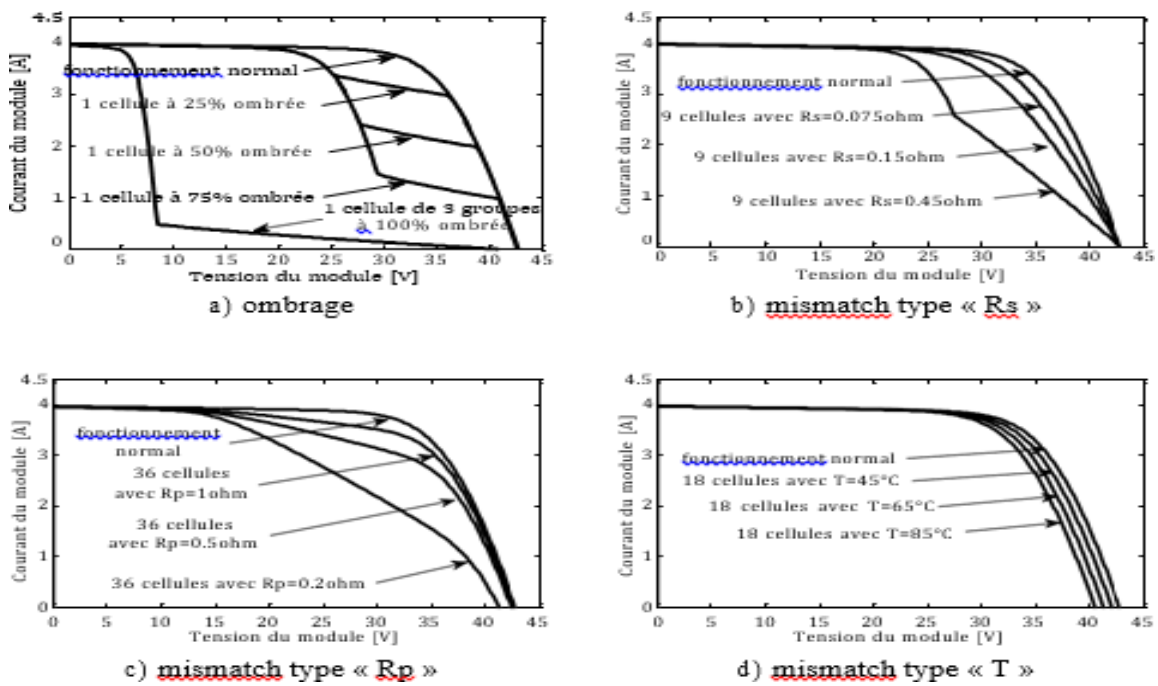 4.5
4
3
2
1
0
Courant du module [A]
fonctionnement normal
1 cellule à 25% ombrée
1 cellule à 50% ombrée
1 cellule à 75% ombrée
1 cellule de 3 groupes
à 100% ombrée
0 5 10 15 20 25 30 35 40 45
Tension du module [V]
a) ombrage
4.5
4
3
2
1
0
Courant du module [A]
fonctionnement normal
9 cellules avec Rs=0.075ohm
9 cellules avec Rs=0.15ohm
9 cellules avec Rs=0.45ohm
0 5 10 15 20 25 30 35 40 45
Tension du module [V]
b) mismatch type « Rs »
4.5
4
3
2
1
0
Courant du module [A]
fonctionnement
normal
36 cellules
avec Rp=1ohm
36 cellules
avec Rp=0.5ohm
36 cellules avec Rp=0.2ohm
0 5 10 15 20 25 30 35 40 45
Tension du module [V]
c) mismatch type « Rp »
4.5
4
3
2
1
0
Courant du module [A]
fonctionnement normal
18 cellules avec T=45°C
18 cellules avec T=65°C
18 cellules avec T=85°C
0 5 10 15 20 25 30 35 40 45
Tension du module [V]
d) mismatch type « T »